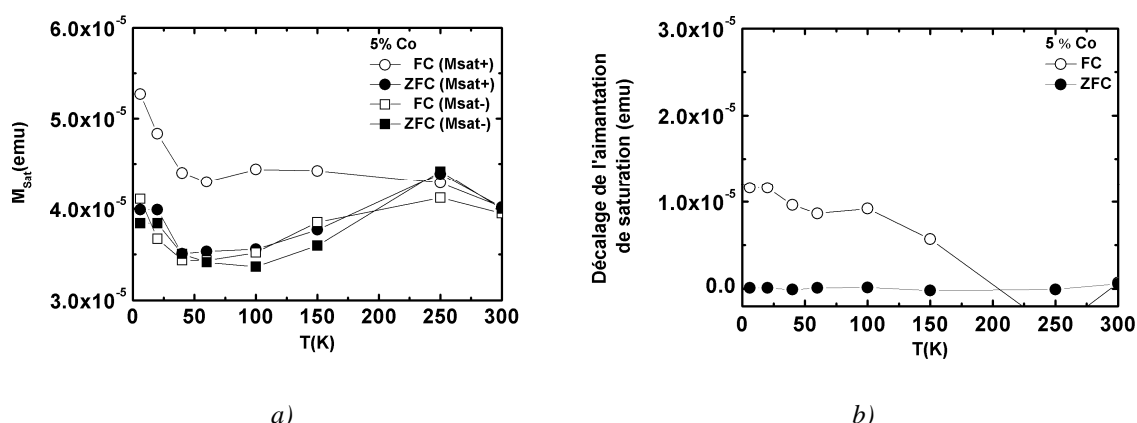 6.0x10⁻⁵
5.0x10⁻⁵
4.0x10⁻⁵
3.0x10⁻⁵
M_Sat(emu)
5% Co
FC (Msat+)
ZFC (Msat+)
FC (Msat-)
ZFC (Msat-)
0 50 100 150 200 250 300
T(K)
a)
3.0x10⁻⁵
2.0x10⁻⁵
1.0x10⁻⁵
0.0
Décalage de l'aimantation
de saturation (emu)
5 % Co
FC
ZFC
0 50 100 150 200 250 300
T(K)
b)